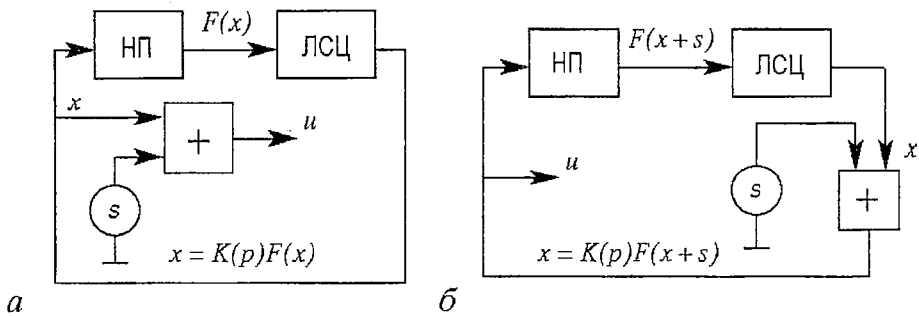 F(x)
НП
ЛСЦ
x
+
u
s
x = K(p)F(x)
а
F(x+s)
НП
ЛСЦ
u
s
x
+
x = K(p)F(x+s)
б